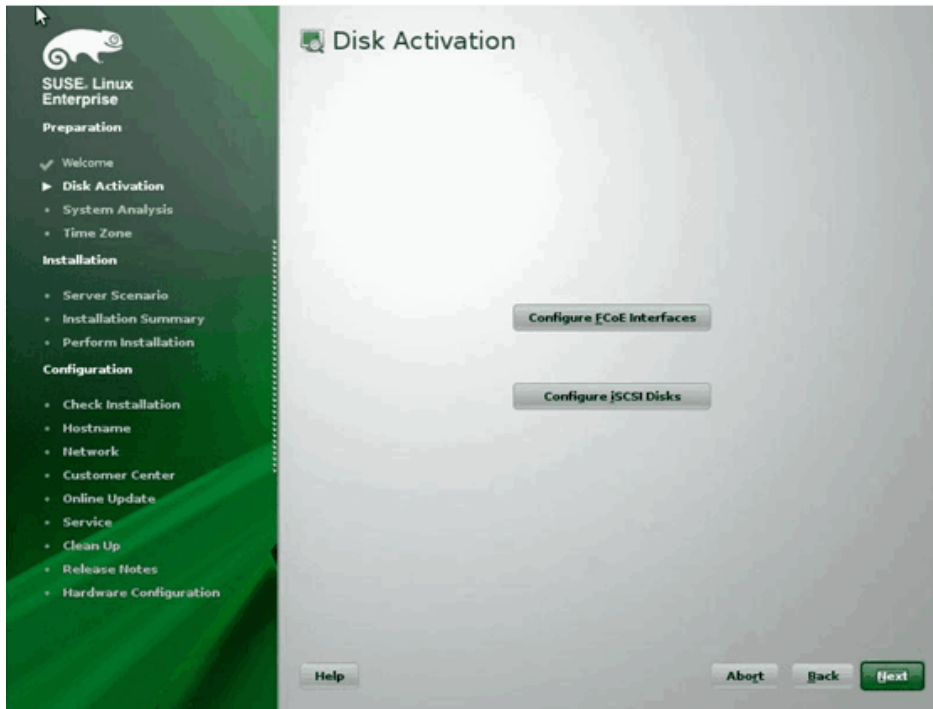 SUSE. Linux
Enterprise
Preparation
Welcome
Disk Activation
System Analysis
Time Zone
Installation
Server Scenario
Installation Summary
Perform Installation
Configuration
Check Installation
Hostname
Network
Customer Center
Online Update
Service
Clean Up
Release Notes
Hardware Configuration
Disk Activation
Configure FCoE Interfaces
Configure iSCSI Disks
Help
Abort
Back
Next